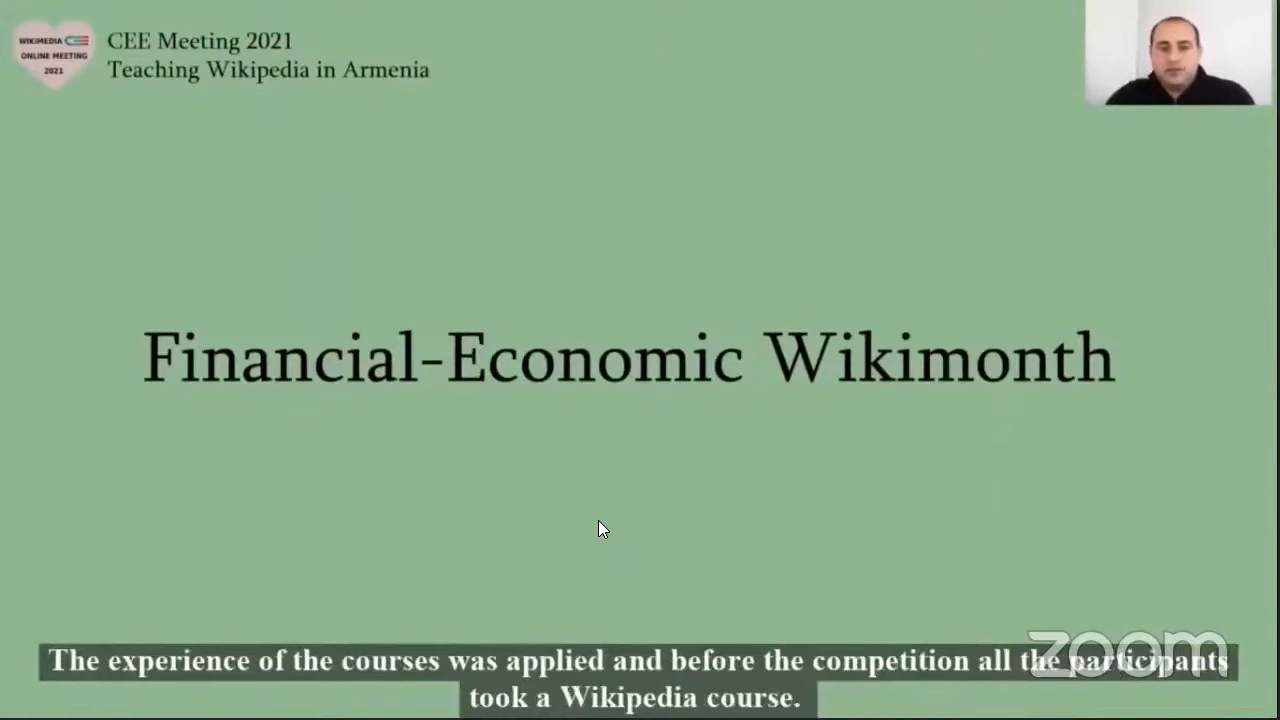 WIKIMEDIA CEE
ONLINE MEETING
2021
CEE Meeting 2021
Teaching Wikipedia in Armenia
Financial-Economic Wikimonth
zoom
The experience of the courses was applied and before the competition all the participants
took a Wikipedia course.